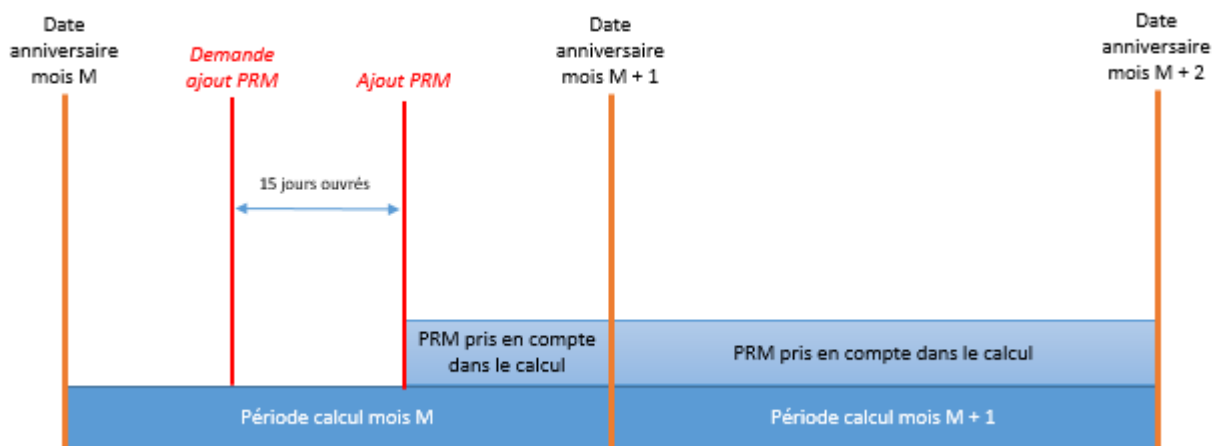 Date
anniversaire
mois M
Demande
ajout PRM
Ajout PRM
Date
anniversaire
mois M + 1
Date
anniversaire
mois M + 2
15 jours ouvrés
PRM pris en compte
dans le calcul
PRM pris en compte dans le calcul
Période calcul mois M
Période calcul mois M + 1